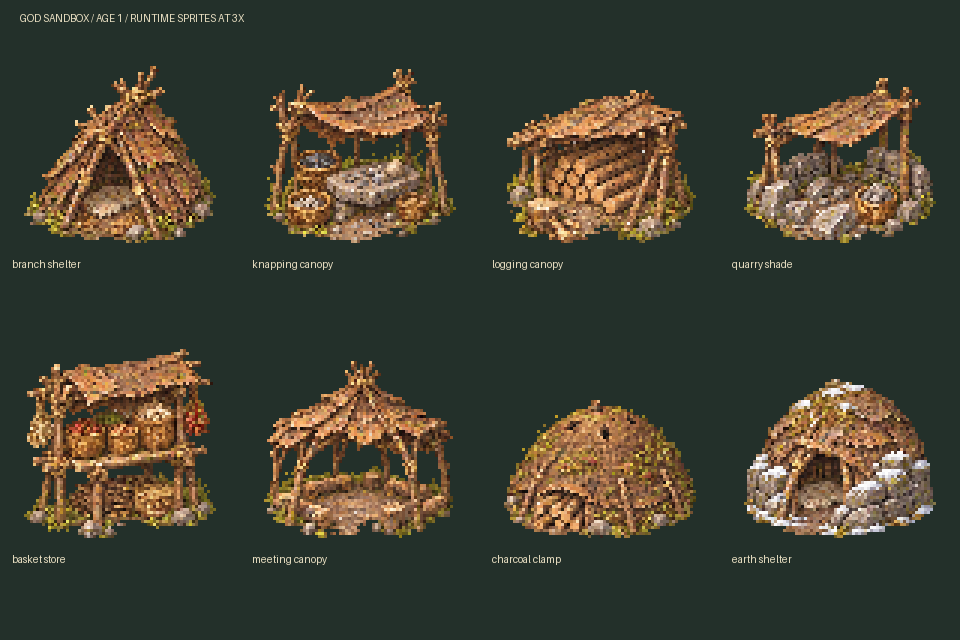 GOD SANDBOX / AGE 1 / RUNTIME SPRITES AT 3X
branch shelter
knapping canopy
logging canopy
quarry shade
basket store
meeting canopy
charcoal clamp
earth shelter